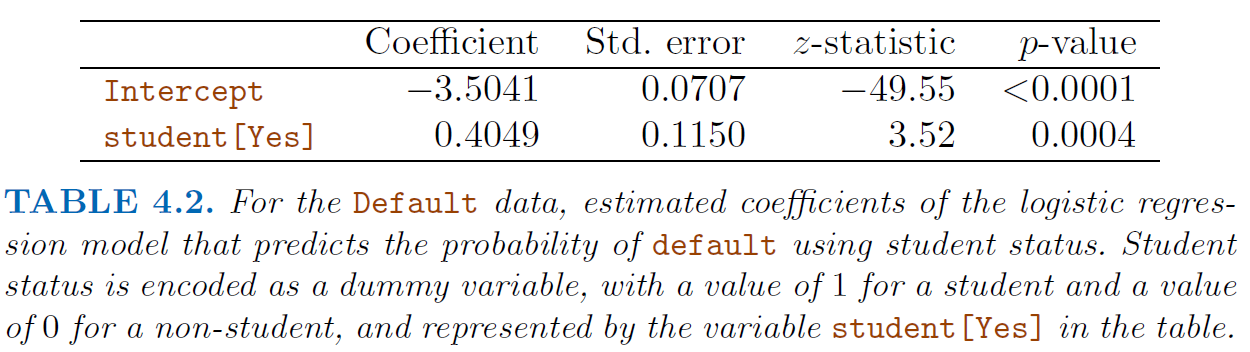 Coefficient Std. error z-statistic p-value
Intercept −3.5041 0.0707 −49.55 <0.0001
student[Yes] 0.4049 0.1150 3.52 0.0004
TABLE 4.2. For the Default data, estimated coefficients of the logistic regres-
sion model that predicts the probability of default using student status. Student
status is encoded as a dummy variable, with a value of 1 for a student and a value
of 0 for a non-student, and represented by the variable student[Yes] in the table.